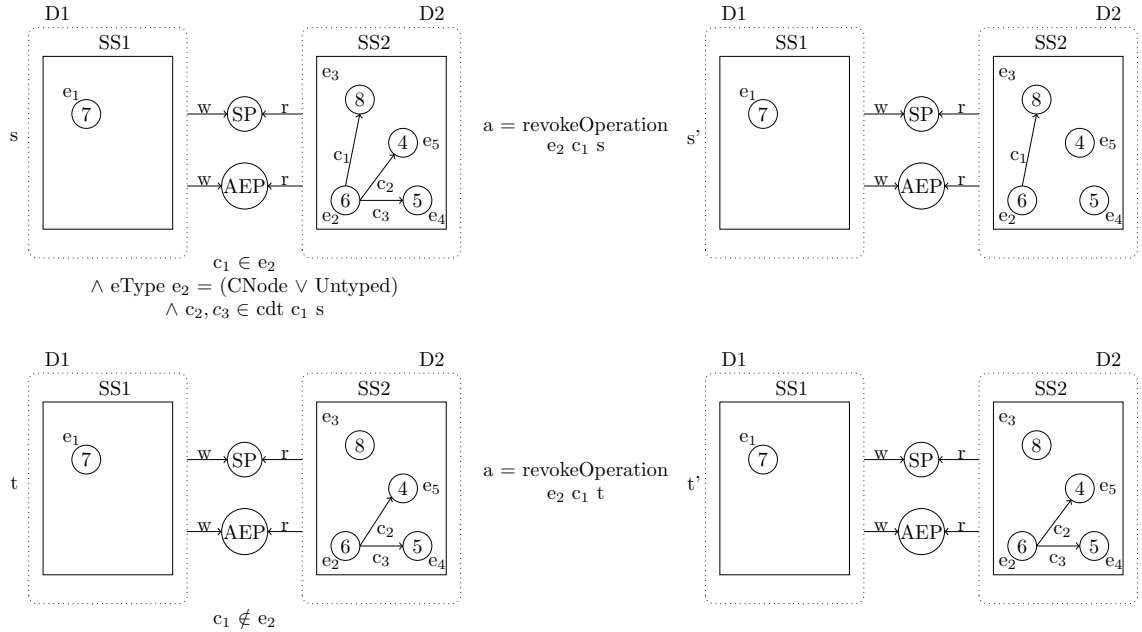 D1 D2 D1 D2
SS1 SS2 SS1 SS2
e₃ e₃
e₁ 8 e₁ 8
7 w SP r 7 w SP r
s 4 e₅ a = revokeOperation s' 4 e₅
e₂ c₁ s
c₁ c₁
w AEP r c₂ w AEP r
6 5 6 5
e₂ c₃ e₄ e₂ e₄
c₁ ∈ e₂
∧ eType e₂ = (CNode ∨ Untyped)
∧ c₂, c₃ ∈ cdt c₁ s
D1 D2 D1 D2
SS1 SS2 SS1 SS2
e₃ e₃
e₁ 8 e₁ 8
7 w SP r 7 w SP r
t 4 e₅ a = revokeOperation t' 4 e₅
e₂ c₁ t
w AEP r c₂ w AEP r c₂
6 5 6 5
e₂ c₃ e₄ e₂ c₃ e₄
c₁ ∉ e₂